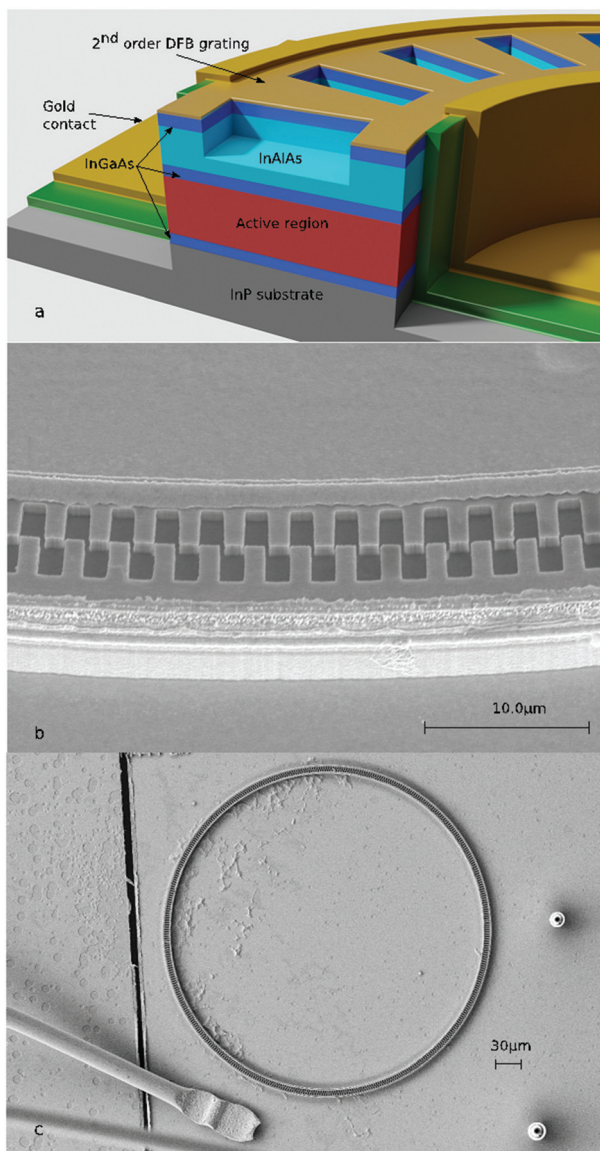 2nd order DFB grating
Gold
contact
InGaAs
InAlAs
Active region
InP substrate
a
10.0μm
b
30μm
c